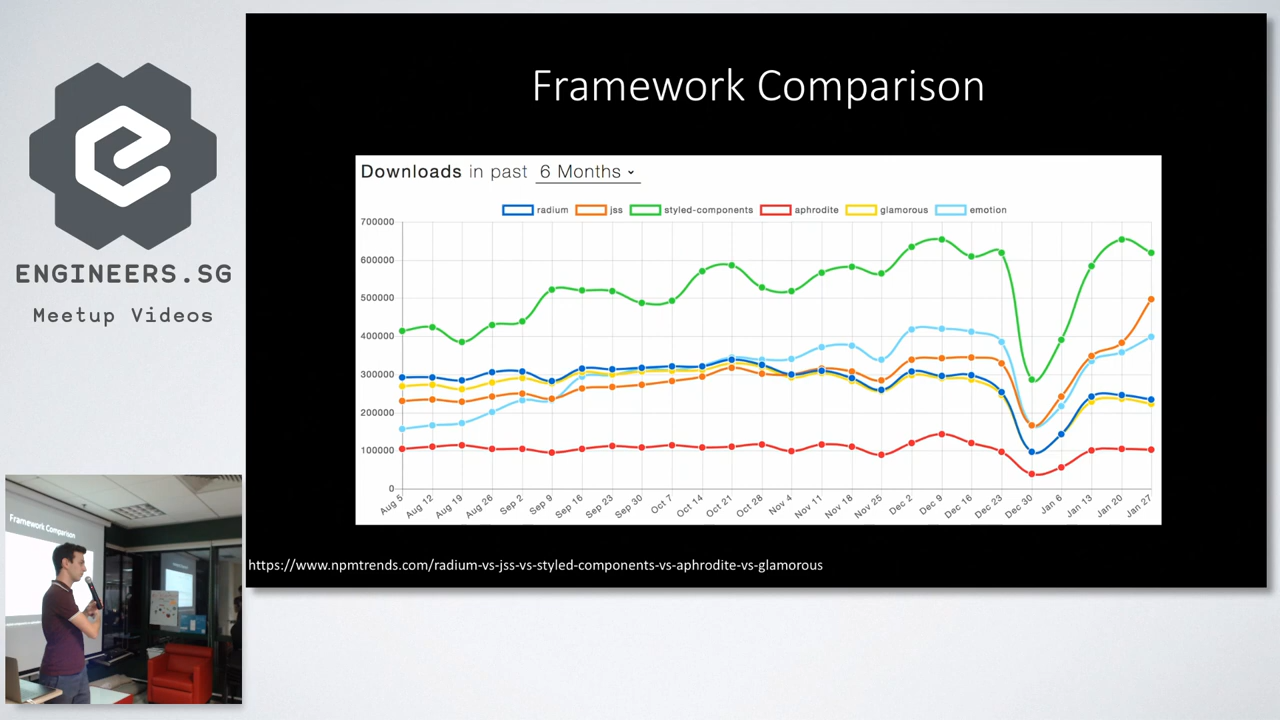 ENGINEERS.SG
Meetup Videos
Framework Comparison
Downloads in past 6 Months
radium jss styled-components aphrodite glamorous emotion
700000
600000
500000
400000
300000
200000
100000
0
Aug 5 Aug 12 Aug 19 Aug 26 Sep 2 Sep 9 Sep 16 Sep 23 Sep 30 Oct 7 Oct 14 Oct 21 Oct 28 Nov 4 Nov 11 Nov 18 Nov 25 Dec 2 Dec 9 Dec 16 Dec 23 Dec 30 Jan 6 Jan 13 Jan 20 Jan 27
https://www.npmtrends.com/radium-vs-jss-vs-styled-components-vs-aphrodite-vs-glamorous
Framework Comparison